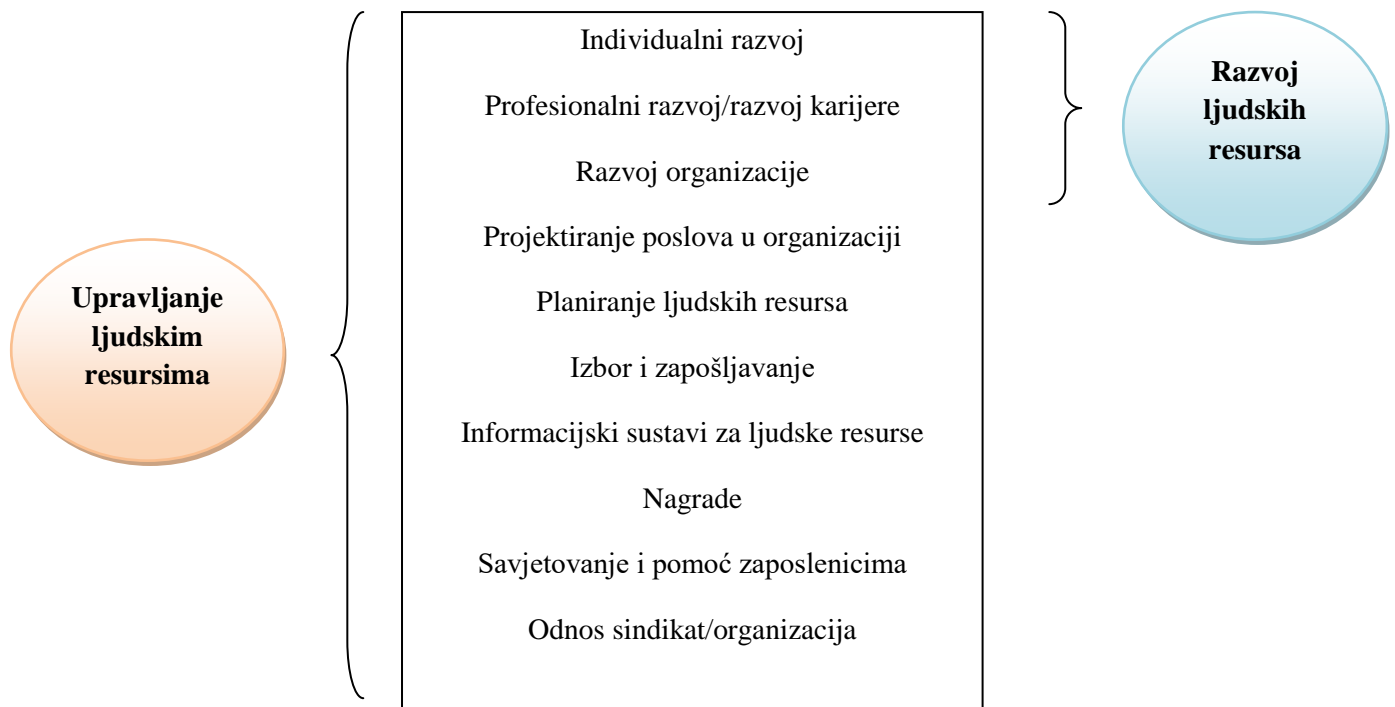 Upravljanje
ljudskim
resursima
Individualni razvoj
Profesionalni razvoj/razvoj karijere
Razvoj organizacije
Projektiranje poslova u organizaciji
Planiranje ljudskih resursa
Izbor i zapošljavanje
Informacijski sustavi za ljudske resurse
Nagrade
Savjetovanje i pomoć zaposlenicima
Odnos sindikat/organizacija
Razvoj
ljudskih
resursa